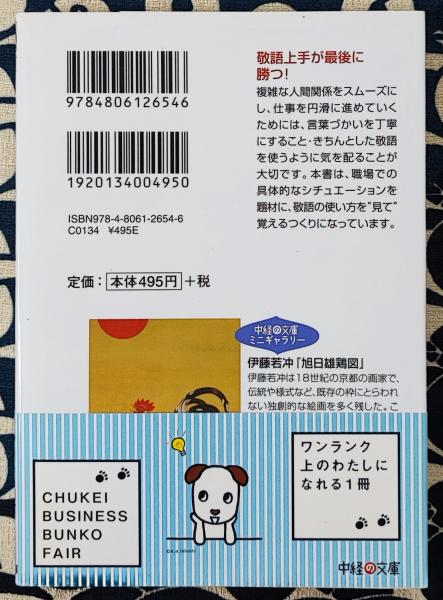 9784806126546
1920134004950
ISBN978-4-8061-2654-6
C0134 ¥495E
定価：本体495円＋税
敬語上手が最後に
勝つ！
複雑な人間関係をスムーズに
し、仕事を円滑に進めていく
ためには、言葉づかいを丁寧
にすること・きちんとした敬語
を使うように気を配ることが
大切です。本書は、職場での
具体的なシチュエーションを
題材に、敬語の使い方を“見て”
覚えるつくりになっています。
中経の文庫
ミニギャラリー
伊藤若冲「旭日雄鶏図」
伊藤若冲は18世紀の京都の画家で、
伝統や様式など、既存の枠にとらわれ
ない独創的な絵画を多く残した。こ
CHUKEI
BUSINESS
BUNKO
FAIR
ワンランク
上のわたしに
なれる1冊
中経の文庫